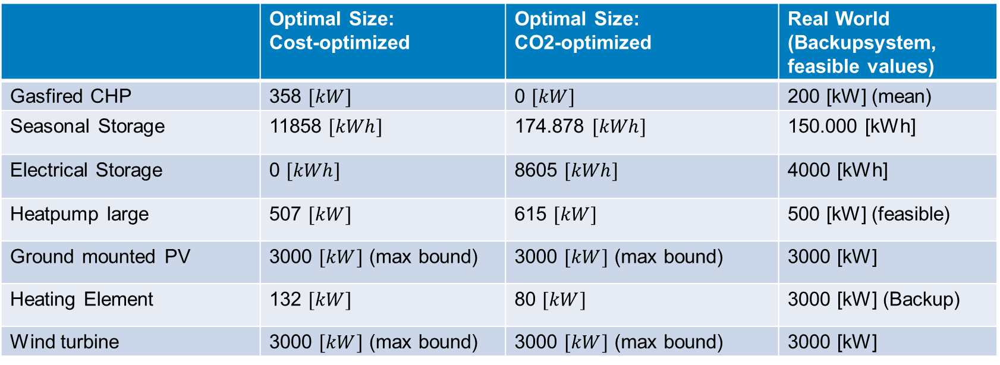 Optimal Size:
Cost-optimized
Optimal Size:
CO2-optimized
Real World
(Backupsystem,
feasible values)
Gasfired CHP 358 [kW] 0 [kW] 200 [kW] (mean)
Seasonal Storage 11858 [kWh] 174.878 [kWh] 150.000 [kWh]
Electrical Storage 0 [kWh] 8605 [kWh] 4000 [kWh]
Heatpump large 507 [kW] 615 [kW] 500 [kW] (feasible)
Ground mounted PV 3000 [kW] (max bound) 3000 [kW] (max bound) 3000 [kW]
Heating Element 132 [kW] 80 [kW] 3000 [kW] (Backup)
Wind turbine 3000 [kW] (max bound) 3000 [kW] (max bound) 3000 [kW]